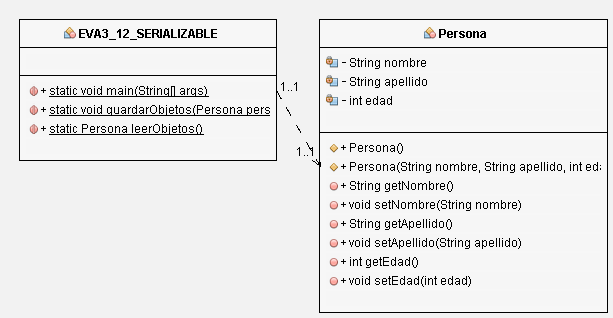 EVA3_12_SERIALIZABLE
+ static void main(String[] args)
+ static void guardarObjetos(Persona pers
+ static Persona leerObjetos()
1..1
1..1
Persona
- String nombre
- String apellido
- int edad
+ Persona()
+ Persona(String nombre, String apellido, int eda
+ String getNombre()
+ void setNombre(String nombre)
+ String getApellido()
+ void setApellido(String apellido)
+ int getEdad()
+ void setEdad(int edad)